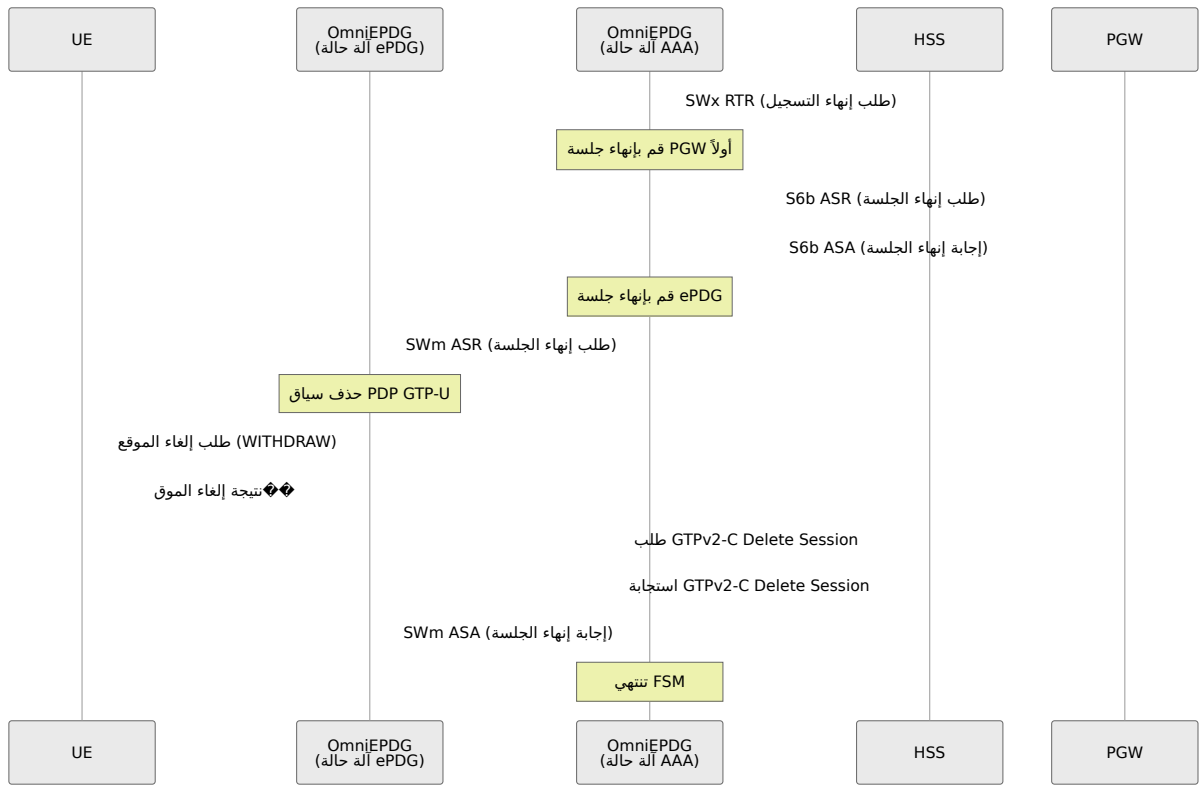 UE
OmniEPDG
(آلة حالة ePDG)
OmniEPDG
(آلة حالة AAA)
HSS
PGW
SWx RTR (طلب إنهاء التسجيل)
قم بإنهاء جلسة PGW أولاً
S6b ASR (طلب إنهاء الجلسة)
S6b ASA (إجابة إنهاء الجلسة)
قم بإنهاء جلسة ePDG
SWm ASR (طلب إنهاء الجلسة)
حذف سياق PDP GTP-U
طلب إلغاء الموقع (WITHDRAW)
نتيجة إلغاء الموق��
طلب GTPv2-C Delete Session
استجابة GTPv2-C Delete Session
SWm ASA (إجابة إنهاء الجلسة)
تنتهي FSM
UE
OmniEPDG
(آلة حالة ePDG)
OmniEPDG
(آلة حالة AAA)
HSS
PGW